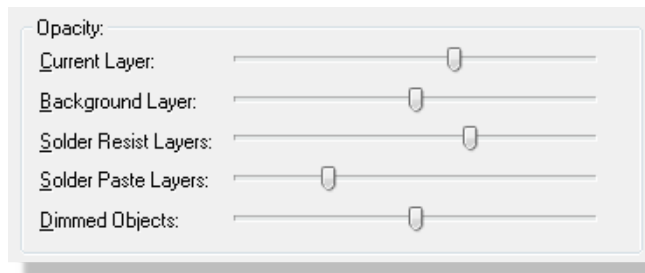 Opacity:
Current Layer:
Background Layer:
Solder Resist Layers:
Solder Paste Layers:
Dimmed Objects: